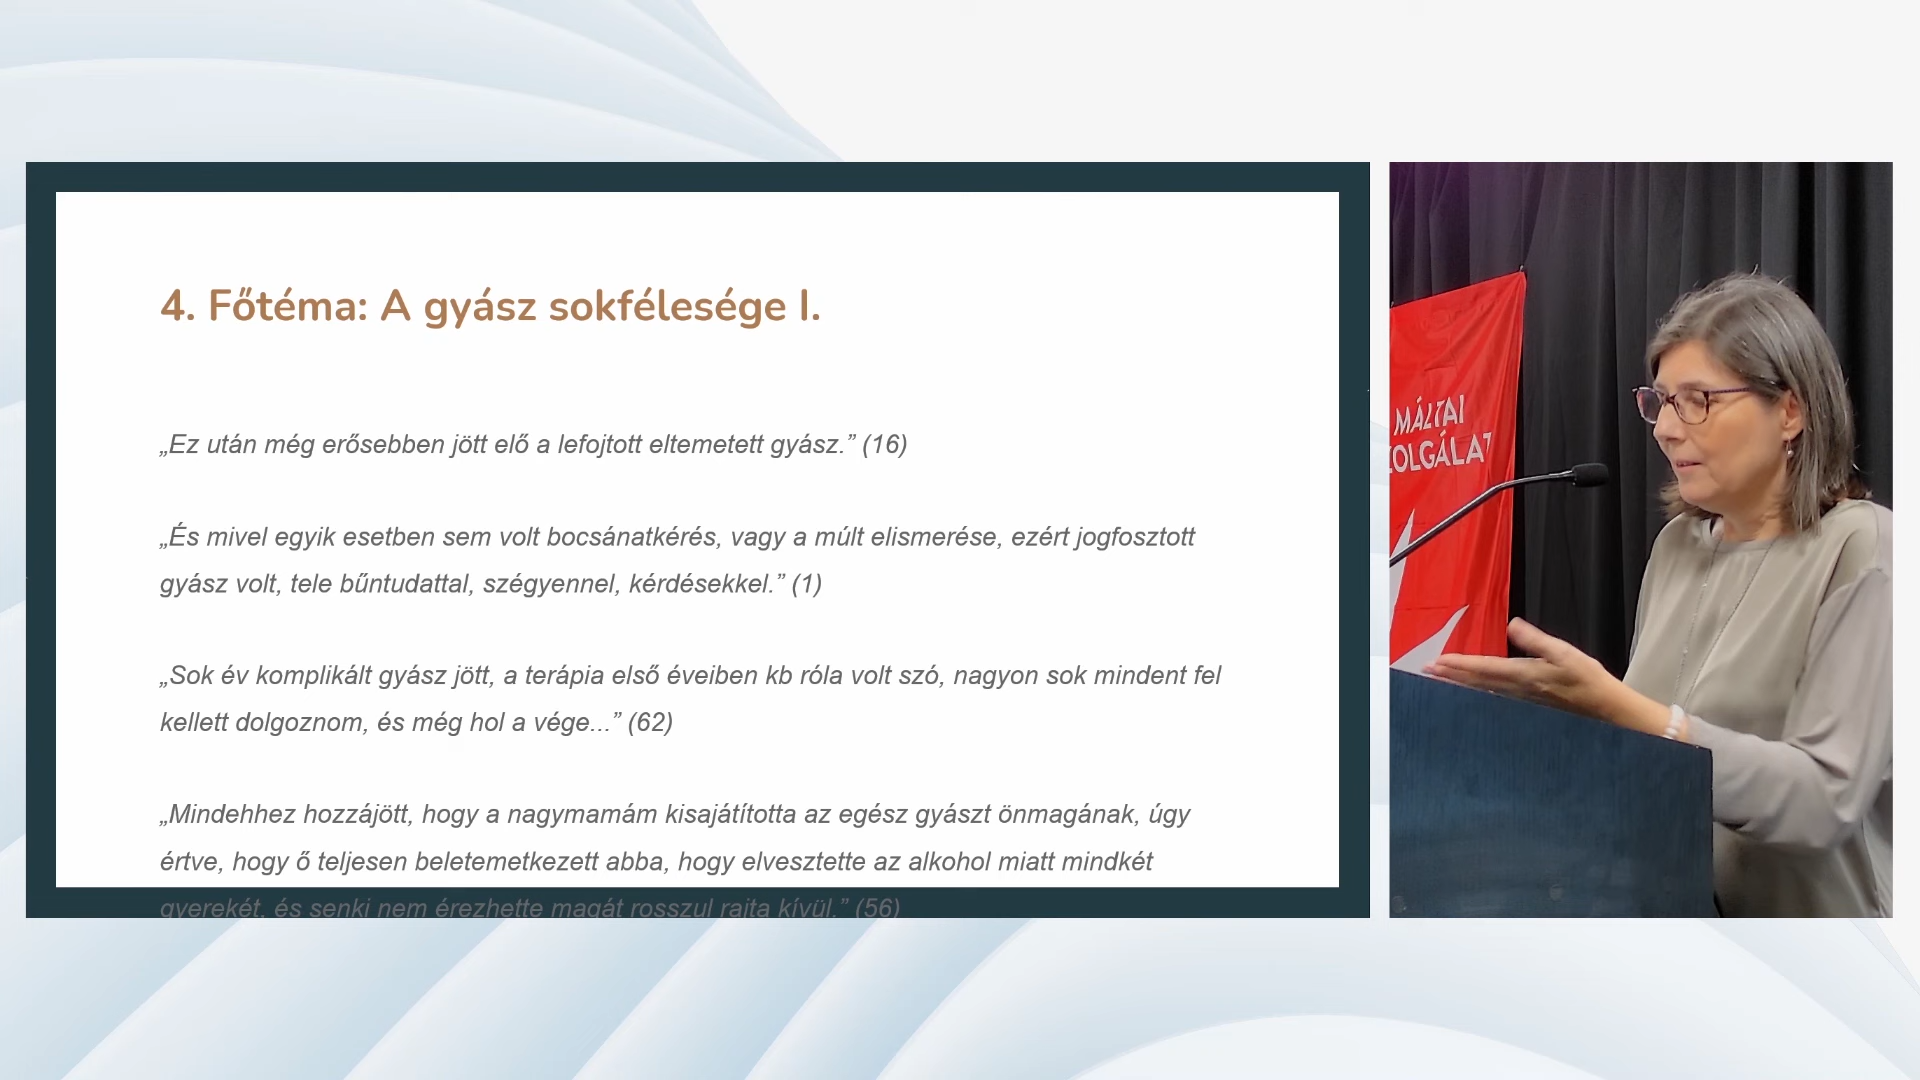 4. Főtéma: A gyász sokfélesége I.
„Ez után még erősebben jött elő a lefojtott eltemetett gyász.” (16)
„És mivel egyik esetben sem volt bocsánatkérés, vagy a múlt elismerése, ezért jogfosztott
gyász volt, tele bűntudattal, szégyennel, kérdésekkel.” (1)
„Sok év komplikált gyász jött, a terápia első éveiben kb róla volt szó, nagyon sok mindent fel
kellett dolgoznom, és még hol a vége...” (62)
„Mindehhez hozzájött, hogy a nagymamám kisajátította az egész gyászt önmagának, úgy
értve, hogy ő teljesen beletemetkezett abba, hogy elvesztette az alkohol miatt mindkét
gyerekét, és senki nem érezhette magát rosszul rajta kívül.” (56)
MÁLTAI
ZOLGÁLAT